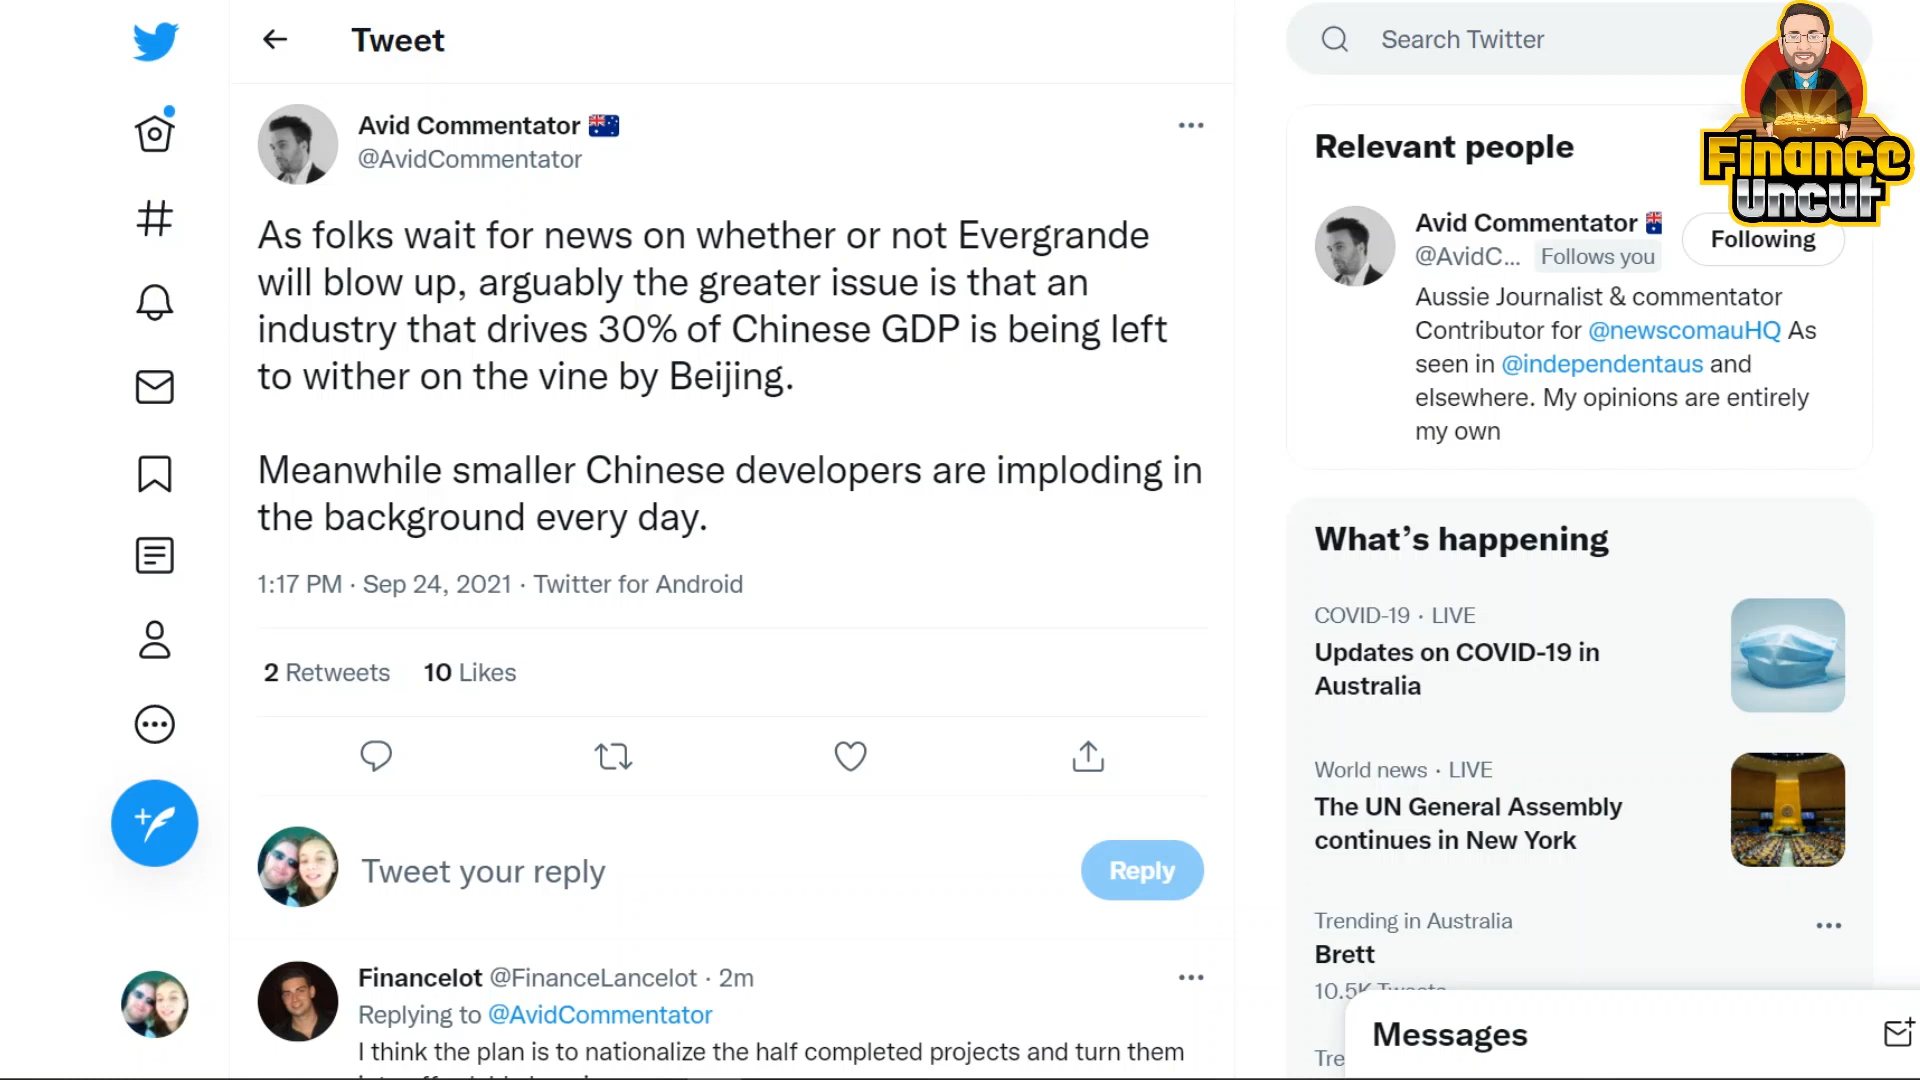 Tweet
Search Twitter
Finance
Uncut
Avid Commentator
@AvidCommentator
As folks wait for news on whether or not Evergrande
will blow up, arguably the greater issue is that an
industry that drives 30% of Chinese GDP is being left
to wither on the vine by Beijing.
Meanwhile smaller Chinese developers are imploding in
the background every day.
1:17 PM · Sep 24, 2021 · Twitter for Android
2 Retweets 10 Likes
Tweet your reply
Reply
Financelot @FinanceLancelot · 2m
Replying to @AvidCommentator
I think the plan is to nationalize the half completed projects and turn them
Relevant people
Avid Commentator
Following
@AvidC... Follows you
Aussie Journalist & commentator
Contributor for @newscomauHQ As
seen in @independentaus and
elsewhere. My opinions are entirely
my own
What's happening
COVID-19 · LIVE
Updates on COVID-19 in
Australia
World news · LIVE
The UN General Assembly
continues in New York
Trending in Australia
Brett
10.5K Tweets
Tre
Messages